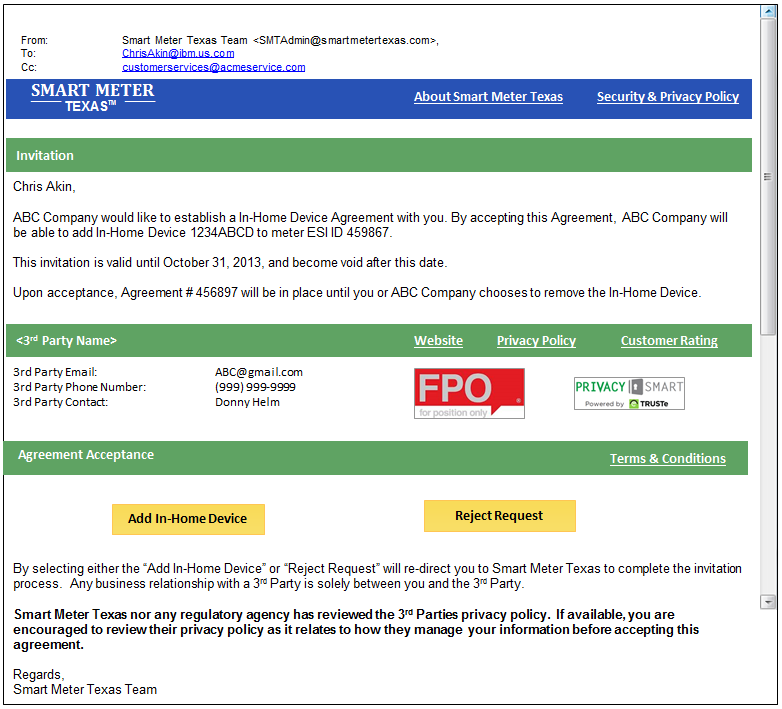 From: Smart Meter Texas Team <SMTAdmin@smartmetertexas.com>,
To: ChrisAkin@ibm.us.com
Cc: customerservices@acmeservice.com
SMART METER
TEXAS™
About Smart Meter Texas Security & Privacy Policy
Invitation
Chris Akin,
ABC Company would like to establish a In-Home Device Agreement with you. By accepting this Agreement, ABC Company will
be able to add In-Home Device 1234ABCD to meter ESI ID 459867.
This invitation is valid until October 31, 2013, and become void after this date.
Upon acceptance, Agreement # 456897 will be in place until you or ABC Company chooses to remove the In-Home Device.
<3rd Party Name> Website Privacy Policy Customer Rating
3rd Party Email: ABC@gmail.com
3rd Party Phone Number: (999) 999-9999
3rd Party Contact: Donny Helm
FPO
for position only
PRIVACY SMART
Powered by TRUSTe
Agreement Acceptance Terms & Conditions
Add In-Home Device Reject Request
By selecting either the “Add In-Home Device” or “Reject Request” will re-direct you to Smart Meter Texas to complete the invitation
process. Any business relationship with a 3rd Party is solely between you and the 3rd Party.
Smart Meter Texas nor any regulatory agency has reviewed the 3rd Parties privacy policy. If available, you are
encouraged to review their privacy policy as it relates to how they manage your information before accepting this
agreement.
Regards,
Smart Meter Texas Team